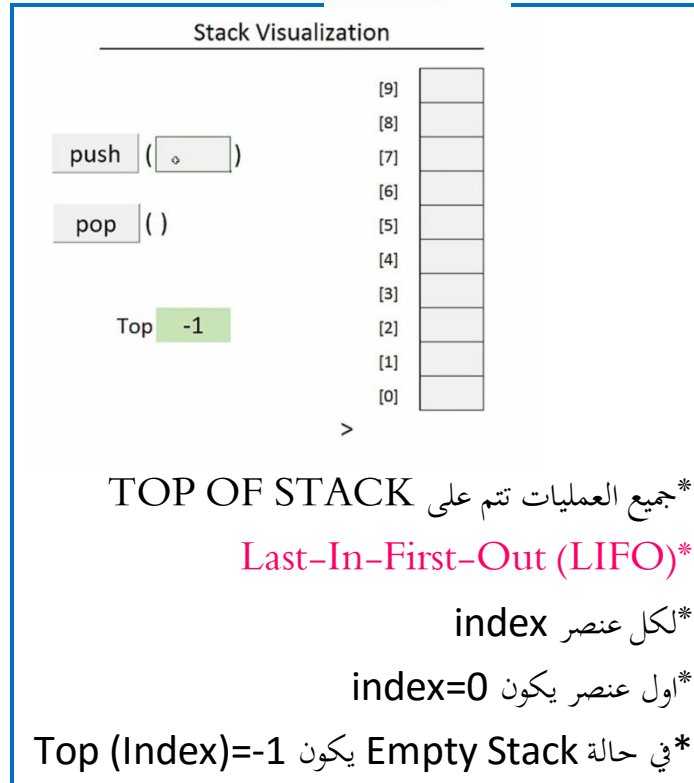 Stack Visualization
[9]
[8]
push ( )
[7]
[6]
pop ( )
[5]
[4]
[3]
Top -1
[2]
[1]
[0]
>
*جميع العمليات تتم على TOP OF STACK
*Last-In-First-Out (LIFO)
*لكل عنصر index
*اول عنصر يكون index=0
*في حالة Empty Stack يكون Top (Index)=-1